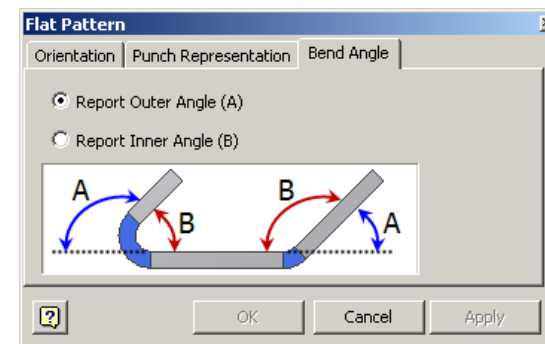 Flat Pattern
Orientation Punch Representation Bend Angle
Report Outer Angle (A)
Report Inner Angle (B)
A B B A
? OK Cancel Apply